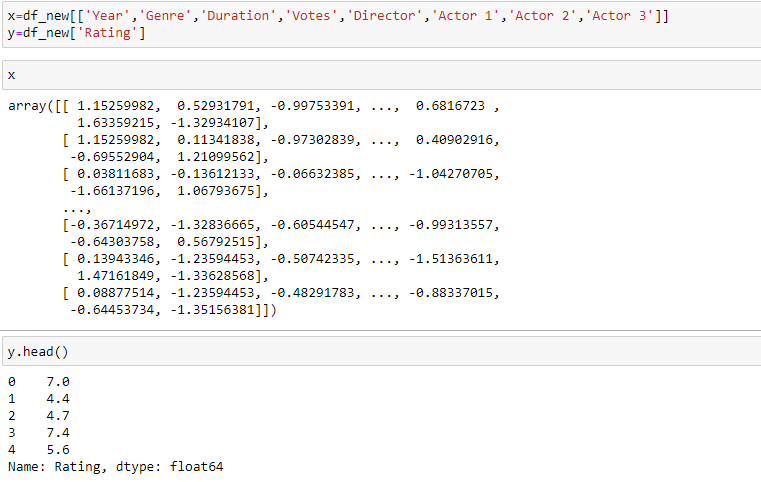 x=df_new[['Year','Genre','Duration','Votes','Director','Actor 1','Actor 2','Actor 3']]
y=df_new['Rating']
x
array([[ 1.15259982,  0.52931791, -0.99753391, ...,  0.6816723 ,
         1.63359215, -1.32934107],
       [ 1.15259982,  0.11341838, -0.97302839, ...,  0.40902916,
        -0.69552904,  1.21099562],
       [ 0.03811683, -0.13612133, -0.06632385, ..., -1.04270705,
        -1.66137196,  1.06793675],
       ...,
       [-0.36714972, -1.32836665, -0.60544547, ..., -0.99313557,
        -0.64303758,  0.56792515],
       [ 0.13943346, -1.23594453, -0.50742335, ..., -1.51363611,
         1.47161849, -1.33628568],
       [ 0.08877514, -1.23594453, -0.48291783, ..., -0.88337015,
        -0.64453734, -1.35156381]])
y.head()
0    7.0
1    4.4
2    4.7
3    7.4
4    5.6
Name: Rating, dtype: float64